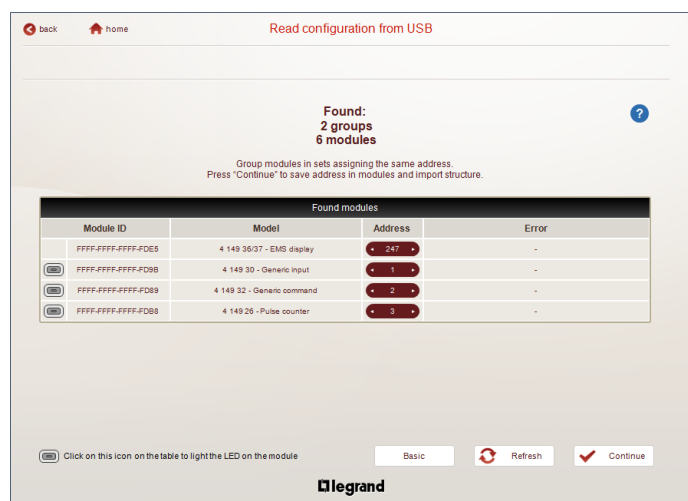 back
home
Read configuration from USB
Found:
2 groups
6 modules
?
Group modules in sets assigning the same address.
Press "Continue" to save address in modules and import structure.
Found modules
Module ID Model Address Error
FFFF-FFFF-FFFF-FDE5 4 149 36/37 - EMS display 247 -
FFFF-FFFF-FFFF-FD9B 4 149 30 - Generic input 1 -
FFFF-FFFF-FFFF-FD89 4 149 32 - Generic command 2 -
FFFF-FFFF-FFFF-FDB8 4 149 26 - Pulse counter 3 -
Click on this icon on the table to light the LED on the module
Basic
Refresh
Continue
legrand